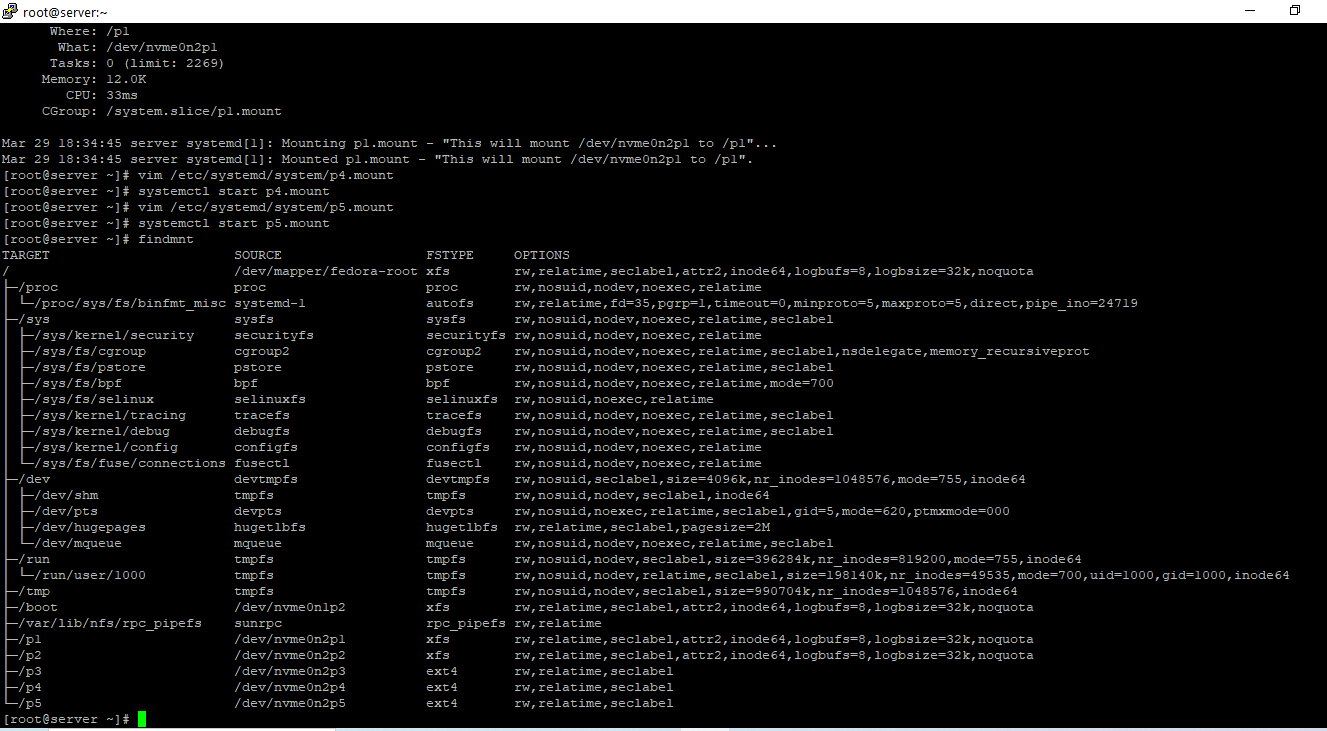 root@server:~
Where: /p1
What: /dev/nvme0n2p1
Tasks: 0 (limit: 2269)
Memory: 12.0K
CPU: 33ms
CGroup: /system.slice/p1.mount
Mar 29 18:34:45 server systemd[1]: Mounting p1.mount - "This will mount /dev/nvme0n2p1 to /p1"...
Mar 29 18:34:45 server systemd[1]: Mounted p1.mount - "This will mount /dev/nvme0n2p1 to /p1".
[root@server ~]# vim /etc/systemd/system/p4.mount
[root@server ~]# systemctl start p4.mount
[root@server ~]# vim /etc/systemd/system/p5.mount
[root@server ~]# systemctl start p5.mount
[root@server ~]# findmnt
TARGET SOURCE FSTYPE OPTIONS
/ /dev/mapper/fedora-root xfs rw,relatime,seclabel,attr2,inode64,logbufs=8,logbsize=32k,noquota
├─/proc proc proc rw,nosuid,nodev,noexec,relatime
│ └─/proc/sys/fs/binfmt_misc systemd-1 autofs rw,relatime,fd=35,pgrp=1,timeout=0,minproto=5,maxproto=5,direct,pipe_ino=24719
├─/sys sysfs sysfs rw,nosuid,nodev,noexec,relatime,seclabel
│ ├─/sys/kernel/security securityfs securityfs rw,nosuid,nodev,noexec,relatime
│ ├─/sys/fs/cgroup cgroup2 cgroup2 rw,nosuid,nodev,noexec,relatime,seclabel,nsdelegate,memory_recursiveprot
│ ├─/sys/fs/pstore pstore pstore rw,nosuid,nodev,noexec,relatime,seclabel
│ ├─/sys/fs/bpf bpf bpf rw,nosuid,nodev,noexec,relatime,mode=700
│ ├─/sys/fs/selinux selinuxfs selinuxfs rw,nosuid,noexec,relatime
│ ├─/sys/kernel/tracing tracefs tracefs rw,nosuid,nodev,noexec,relatime,seclabel
│ ├─/sys/kernel/debug debugfs debugfs rw,nosuid,nodev,noexec,relatime,seclabel
│ ├─/sys/kernel/config configfs configfs rw,nosuid,nodev,noexec,relatime
│ └─/sys/fs/fuse/connections fusectl fusectl rw,nosuid,nodev,noexec,relatime
├─/dev devtmpfs devtmpfs rw,nosuid,seclabel,size=4096k,nr_inodes=1048576,mode=755,inode64
│ ├─/dev/shm tmpfs tmpfs rw,nosuid,nodev,seclabel,inode64
│ ├─/dev/pts devpts devpts rw,nosuid,noexec,relatime,seclabel,gid=5,mode=620,ptmxmode=000
│ ├─/dev/hugepages hugetlbfs hugetlbfs rw,relatime,seclabel,pagesize=2M
│ └─/dev/mqueue mqueue mqueue rw,nosuid,nodev,noexec,relatime,seclabel
├─/run tmpfs tmpfs rw,nosuid,nodev,seclabel,size=396284k,nr_inodes=819200,mode=755,inode64
│ └─/run/user/1000 tmpfs tmpfs rw,nosuid,nodev,relatime,seclabel,size=198140k,nr_inodes=49535,mode=700,uid=1000,gid=1000,inode64
├─/tmp tmpfs tmpfs rw,nosuid,nodev,seclabel,size=990704k,nr_inodes=1048576,inode64
├─/boot /dev/nvme0n1p2 xfs rw,relatime,seclabel,attr2,inode64,logbufs=8,logbsize=32k,noquota
├─/var/lib/nfs/rpc_pipefs sunrpc rpc_pipefs rw,relatime
├─/p1 /dev/nvme0n2p1 xfs rw,relatime,seclabel,attr2,inode64,logbufs=8,logbsize=32k,noquota
├─/p2 /dev/nvme0n2p2 xfs rw,relatime,seclabel,attr2,inode64,logbufs=8,logbsize=32k,noquota
├─/p3 /dev/nvme0n2p3 ext4 rw,relatime,seclabel
├─/p4 /dev/nvme0n2p4 ext4 rw,relatime,seclabel
└─/p5 /dev/nvme0n2p5 ext4 rw,relatime,seclabel
[root@server ~]#